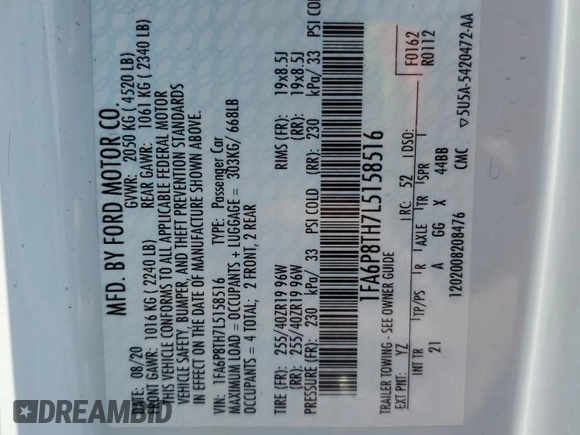 MFD. BY FORD MOTOR CO.
DATE: 08/20 GVWR: 2050 KG ( 4520 LB)
FRONT GAWR: 1016 KG ( 2240 LB) REAR GAWR: 1061 KG ( 2340 LB)
THIS VEHICLE CONFORMS TO ALL APPLICABLE FEDERAL MOTOR
VEHICLE SAFETY, BUMPER, AND THEFT PREVENTION STANDARDS
IN EFFECT ON THE DATE OF MANUFACTURE SHOWN ABOVE.
VIN: 1FA6P8TH7L5158516 TYPE: Passenger Car
MAXIMUM LOAD = OCCUPANTS + LUGGAGE = 303KG/ 668LB
OCCUPANTS = 4 TOTAL: 2 FRONT, 2 REAR
TIRE (FR): 255/40ZR19 96W RIMS (FR): 19x8.5J
(RR): 255/40ZR19 96W (RR): 19x8.5J
PRESSURE (FR): 230 kPa/ 33 PSI COLD (RR): 230 kPa/ 33 PSI COLD
1FA6P8TH7L5158516
TRAILER TOWING - SEE OWNER GUIDE
F0162
R0112
EXT PNT: YZ RC: 52 DSO:
INT TR TP/PS R AXLE TR SPR
21 A GG X 44BB
1202008208476 CMC ▽5U5A-5420472-AA
DREAMBID